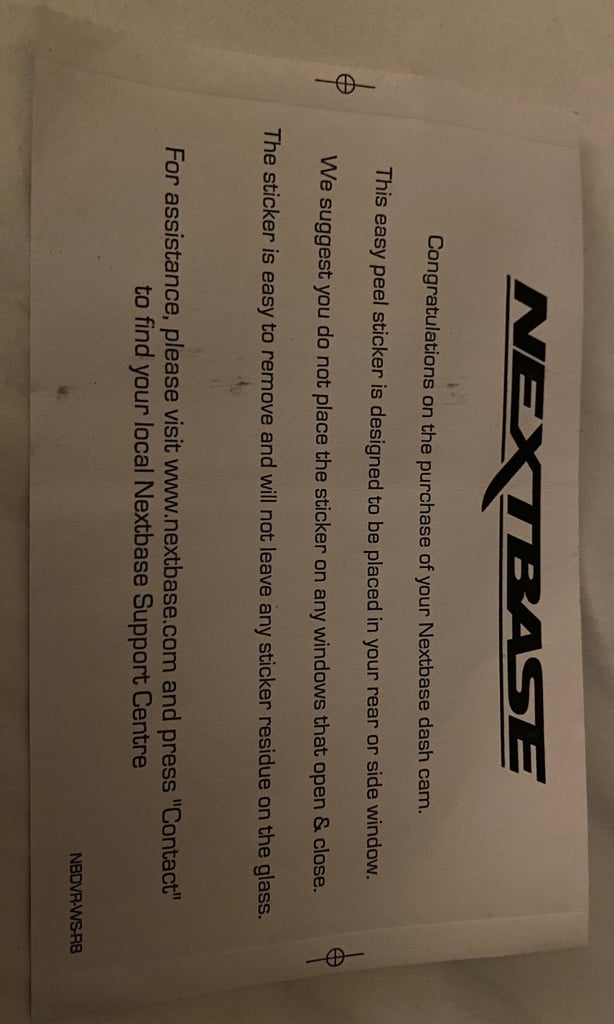 NEXTBASE
Congratulations on the purchase of your Nextbase dash cam.
This easy peel sticker is designed to be placed in your rear or side window.
We suggest you do not place the sticker on any windows that open & close.
The sticker is easy to remove and will not leave any sticker residue on the glass.
For assistance, please visit www.nextbase.com and press "Contact"
to find your local Nextbase Support Centre
NBDVR-WS-RB